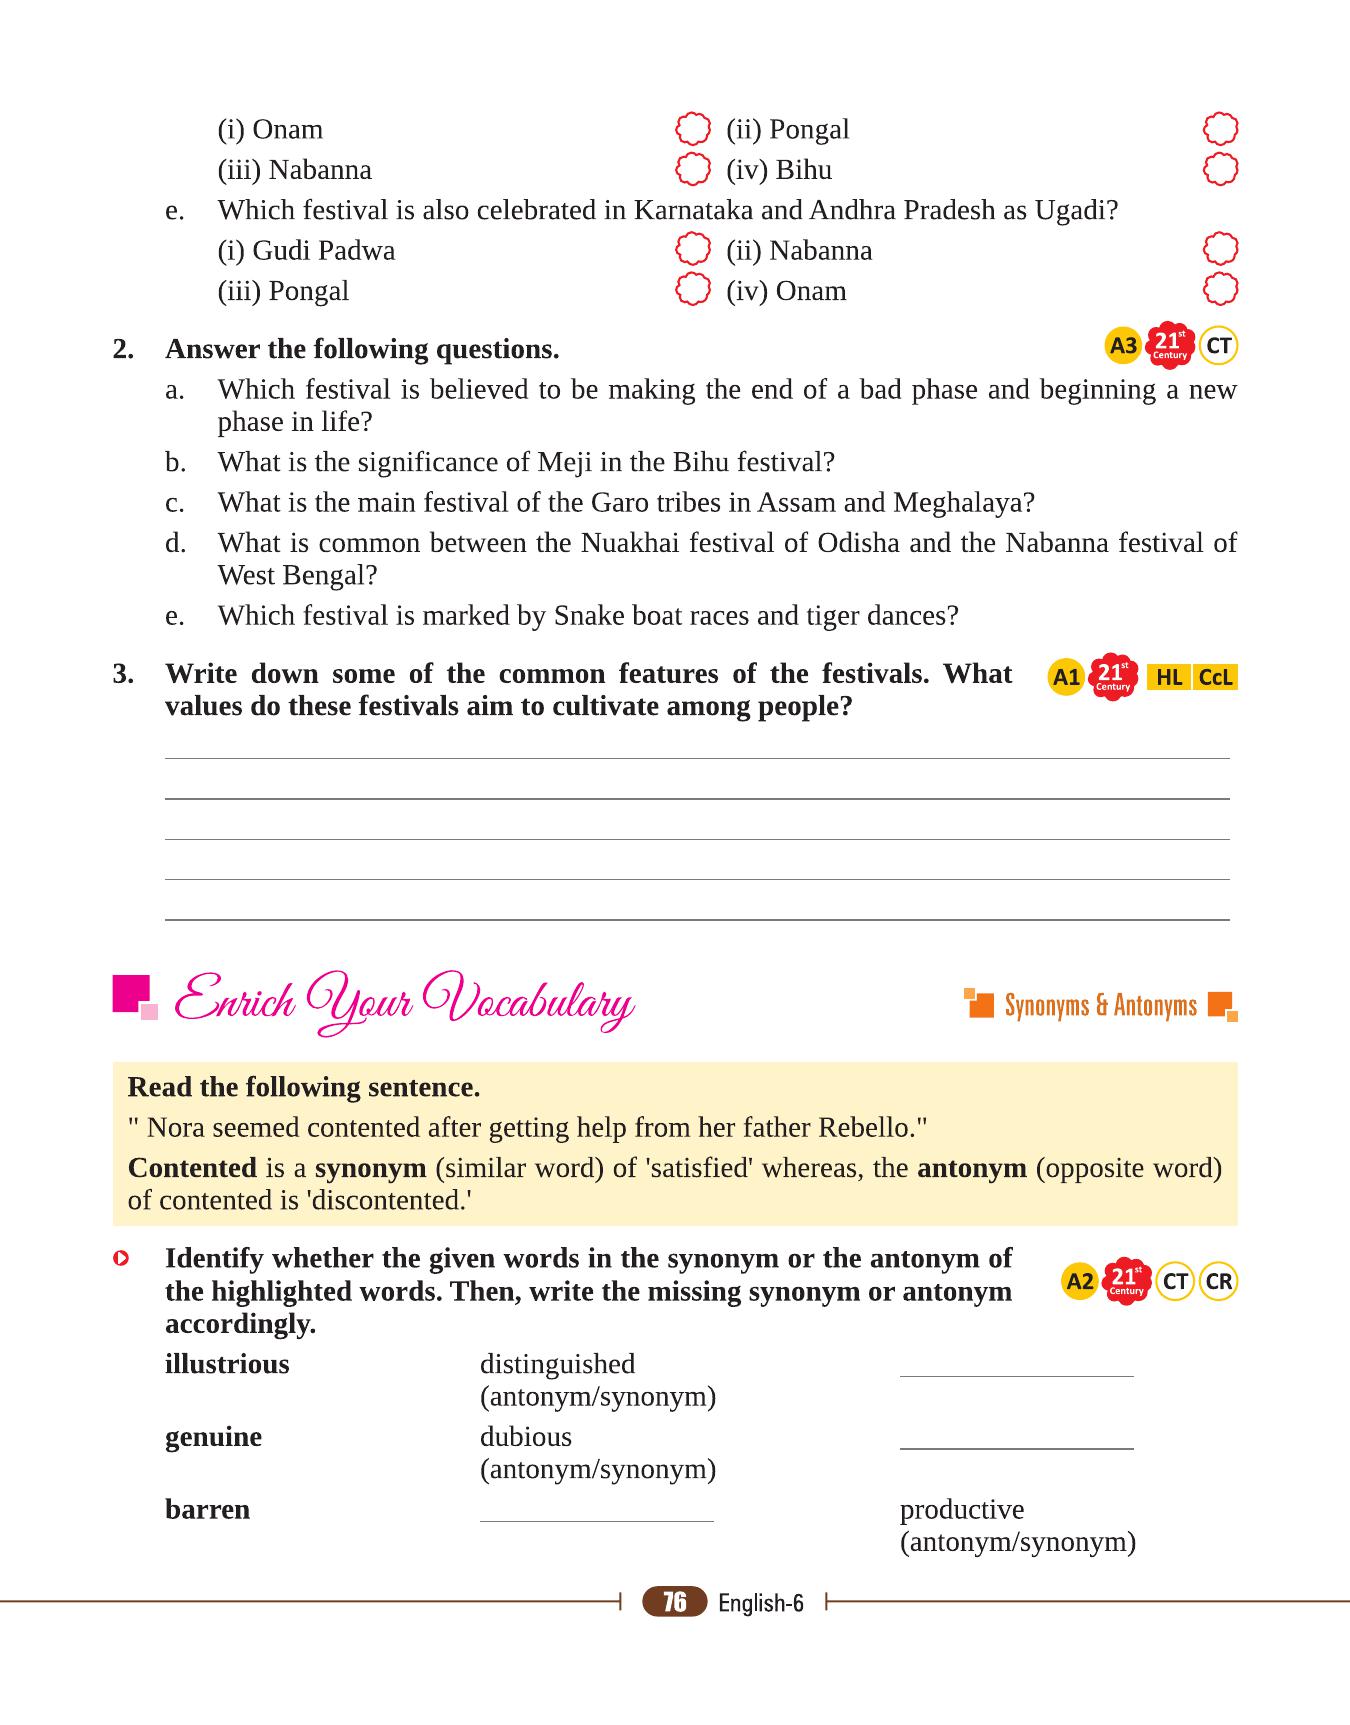 (i) Onam (ii) Pongal
(iii) Nabanna (iv) Bihu
e. Which festival is also celebrated in Karnataka and Andhra Pradesh as Ugadi?
(i) Gudi Padwa (ii) Nabanna
(iii) Pongal (iv) Onam
2. Answer the following questions. A3 21st Century CT
a. Which festival is believed to be making the end of a bad phase and beginning a new
phase in life?
b. What is the significance of Meji in the Bihu festival?
c. What is the main festival of the Garo tribes in Assam and Meghalaya?
d. What is common between the Nuakhai festival of Odisha and the Nabanna festival of
West Bengal?
e. Which festival is marked by Snake boat races and tiger dances?
3. Write down some of the common features of the festivals. What A1 21st Century HL CcL
values do these festivals aim to cultivate among people?
Enrich Your Vocabulary Synonyms & Antonyms
Read the following sentence.
" Nora seemed contented after getting help from her father Rebello."
Contented is a synonym (similar word) of 'satisfied' whereas, the antonym (opposite word)
of contented is 'discontented.'
Identify whether the given words in the synonym or the antonym of
the highlighted words. Then, write the missing synonym or antonym A2 21st Century CT CR
accordingly.
illustrious distinguished
(antonym/synonym)
genuine dubious
(antonym/synonym)
barren productive
(antonym/synonym)
76 English-6